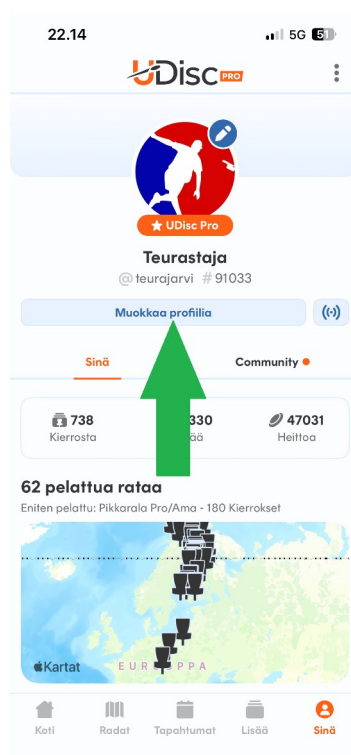 22.14
5G 51
UDisc PRO
UDisc Pro
Teurastaja
@teurajarvi #91033
Muokkaa profiilia
Sinä Community
738 330 47031
Kierrosta Heittoa
62 pelattua rataa
Eniten pelattu: Pikkarala Pro/Ama - 180 Kierrokset
Kartat
Koti Radat Tapahtumat Lisää Sinä